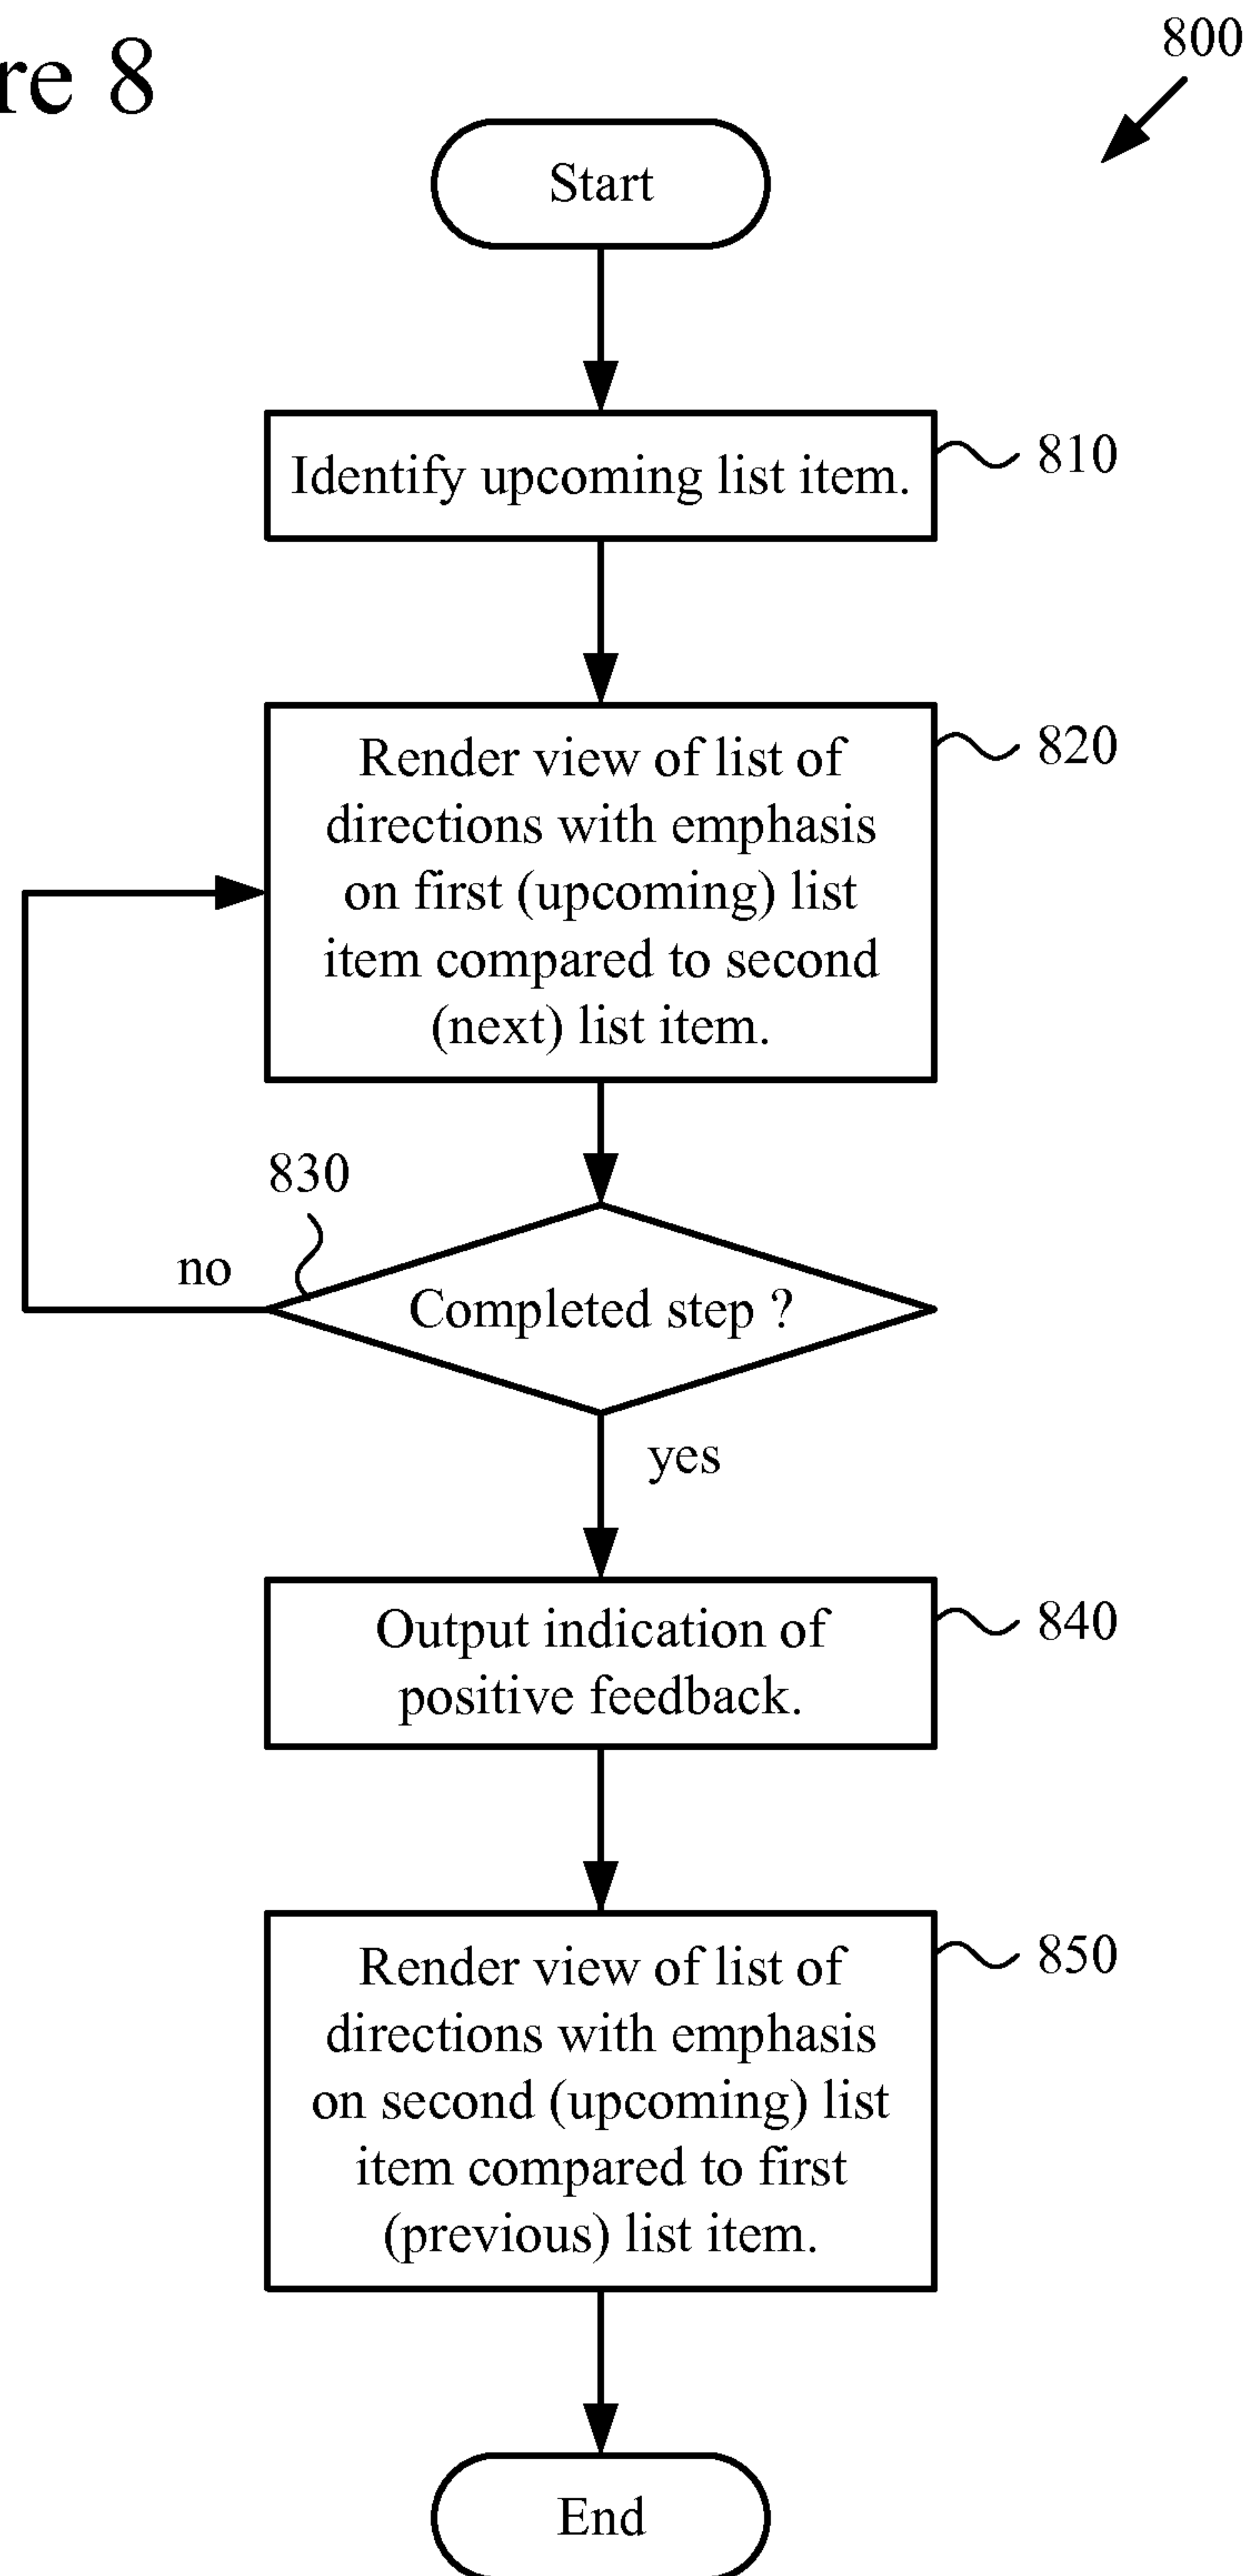 re 8
800
Start
Identify upcoming list item.
810
Render view of list of
directions with emphasis
on first (upcoming) list
item compared to second
(next) list item.
820
830
no
Completed step ?
yes
Output indication of
positive feedback.
840
Render view of list of
directions with emphasis
on second (upcoming) list
item compared to first
(previous) list item.
850
End